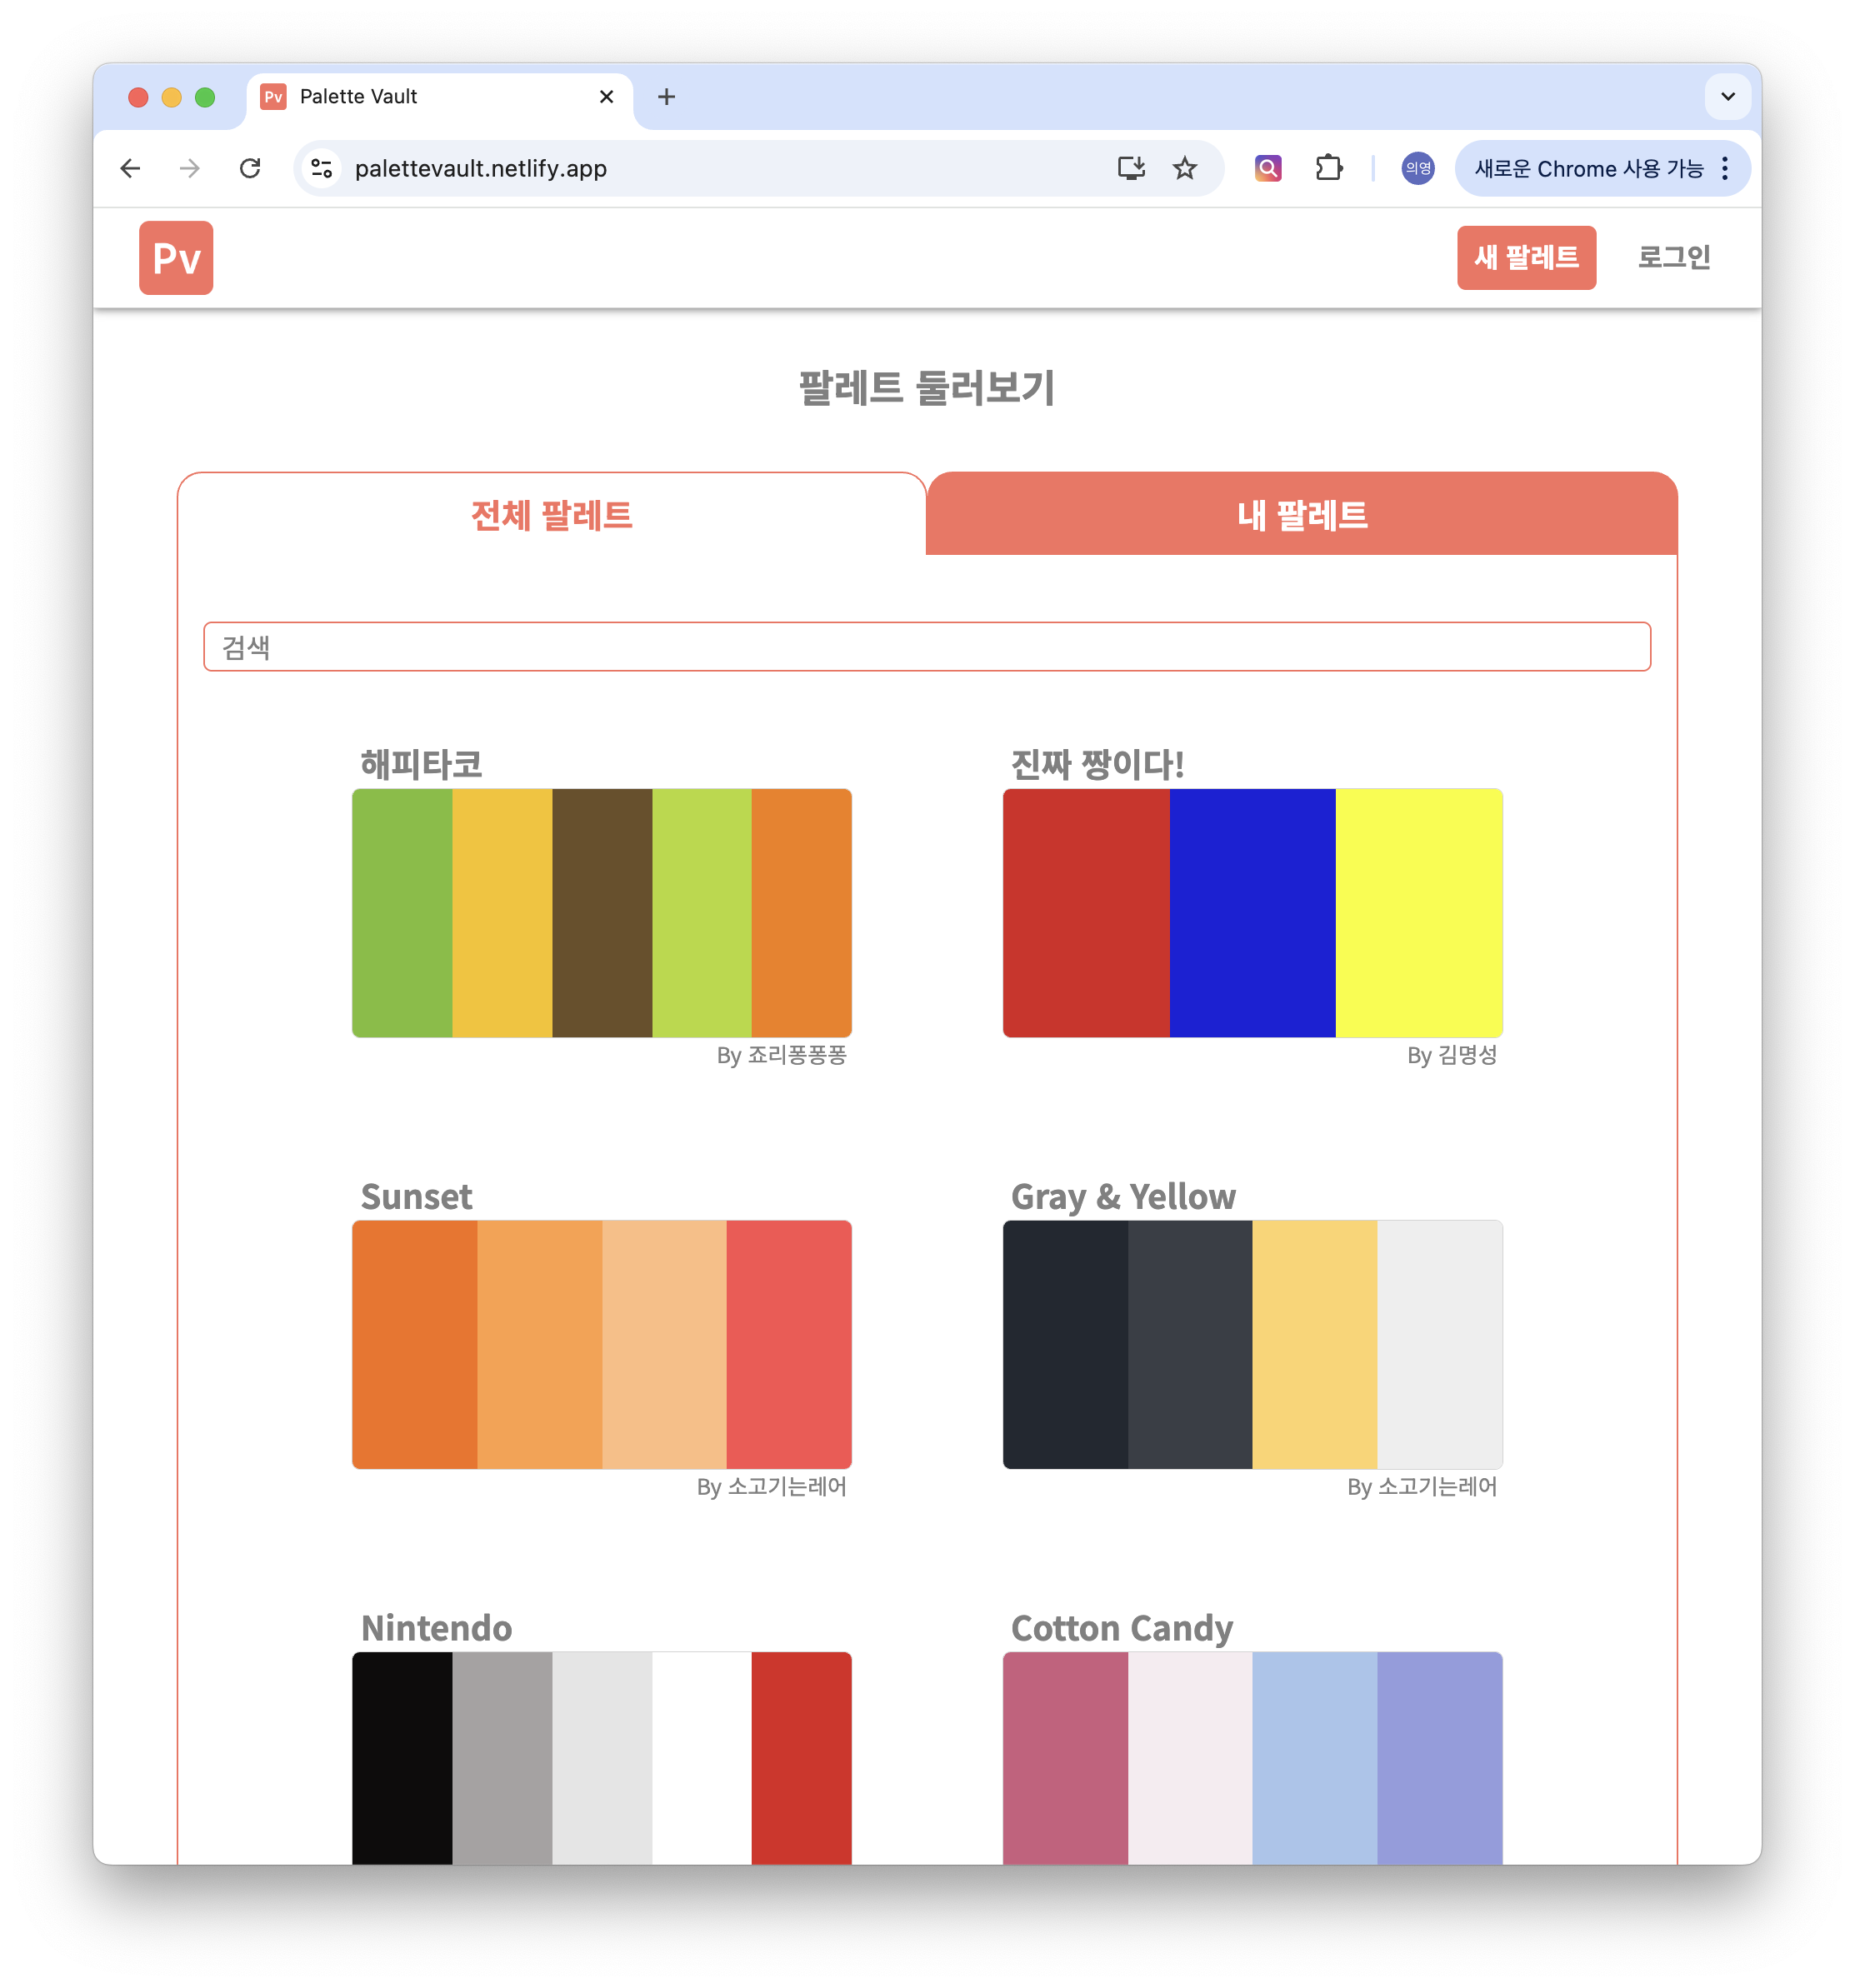 Pv Palette Vault
palettevault.netlify.app
의영
새로운 Chrome 사용 가능
Pv
새 팔레트
로그인
팔레트 둘러보기
전체 팔레트
내 팔레트
검색
해피타코
진짜 짱이다!
By 죠리퐁퐁퐁
By 김명성
Sunset
Gray & Yellow
By 소고기는레어
By 소고기는레어
Nintendo
Cotton Candy